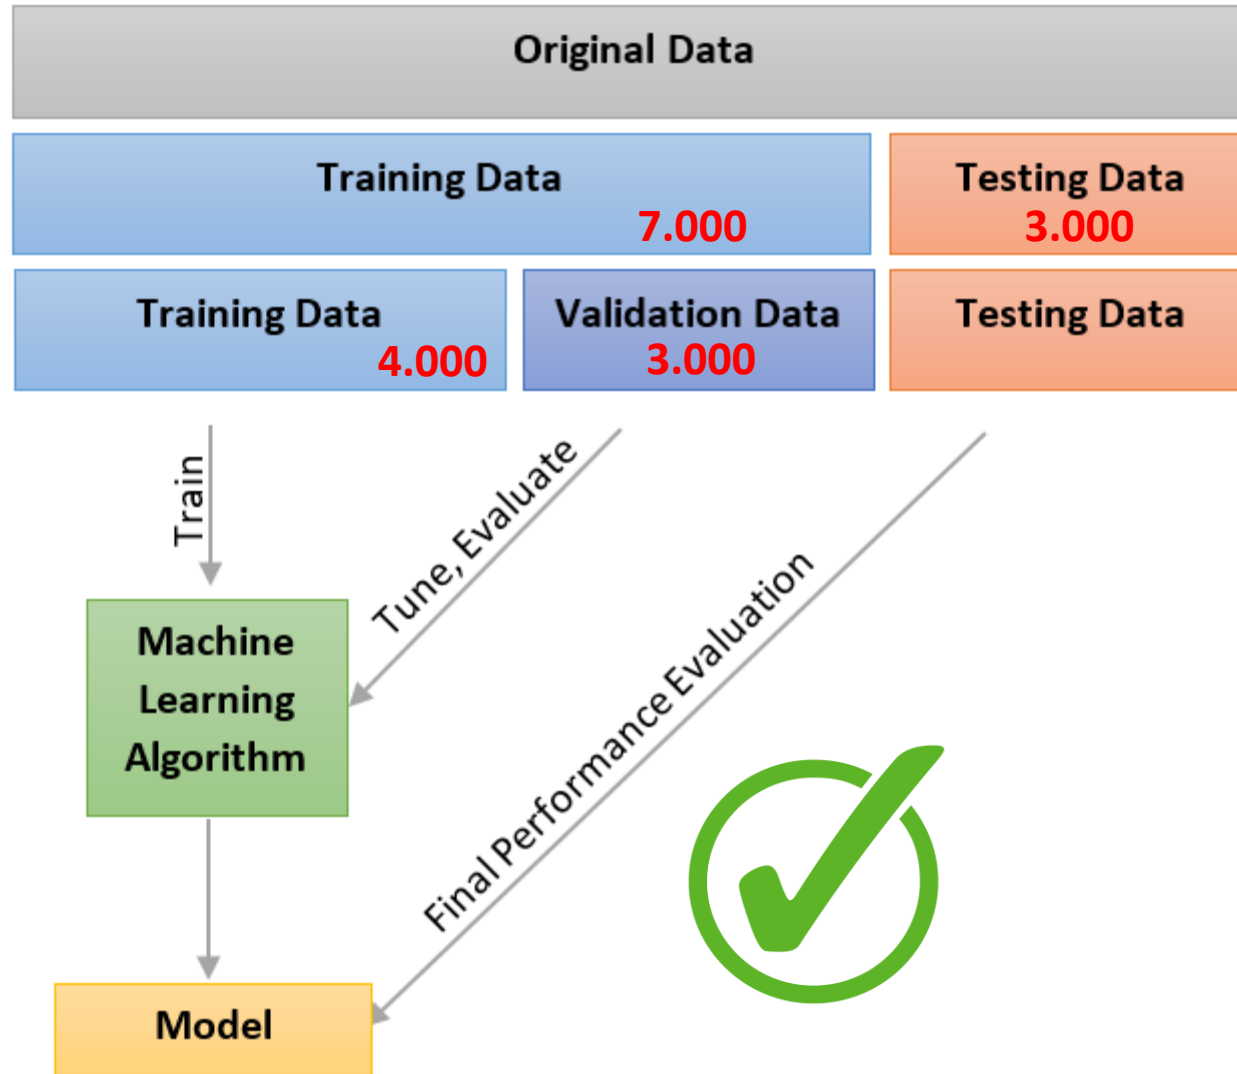 Original Data
Training Data
7.000
Testing Data
3.000
Training Data
4.000
Validation Data
3.000
Testing Data
Train
Tune, Evaluate
Final Performance Evaluation
Machine
Learning
Algorithm
Model